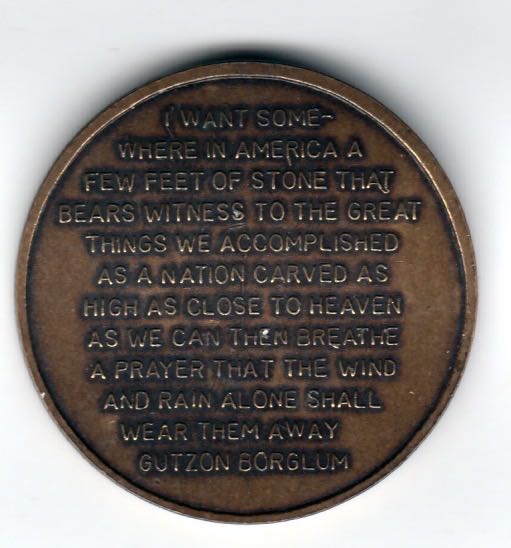 I WANT SOME-
WHERE IN AMERICA A
FEW FEET OF STONE THAT
BEARS WITNESS TO THE GREAT
THINGS WE ACCOMPLISHED
AS A NATION CARVED AS
HIGH AS CLOSE TO HEAVEN
AS WE CAN THEN BREATHE
A PRAYER THAT THE WIND
AND RAIN ALONE SHALL
WEAR THEM AWAY
GUTZON BORGLUM